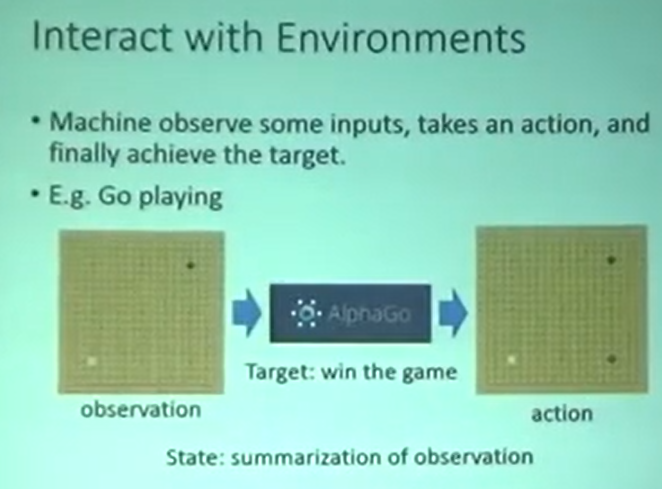 Interact with Environments
• Machine observe some inputs, takes an action, and
finally achieve the target.
• E.g. Go playing
AlphaGo
Target: win the game
observation
action
State: summarization of observation